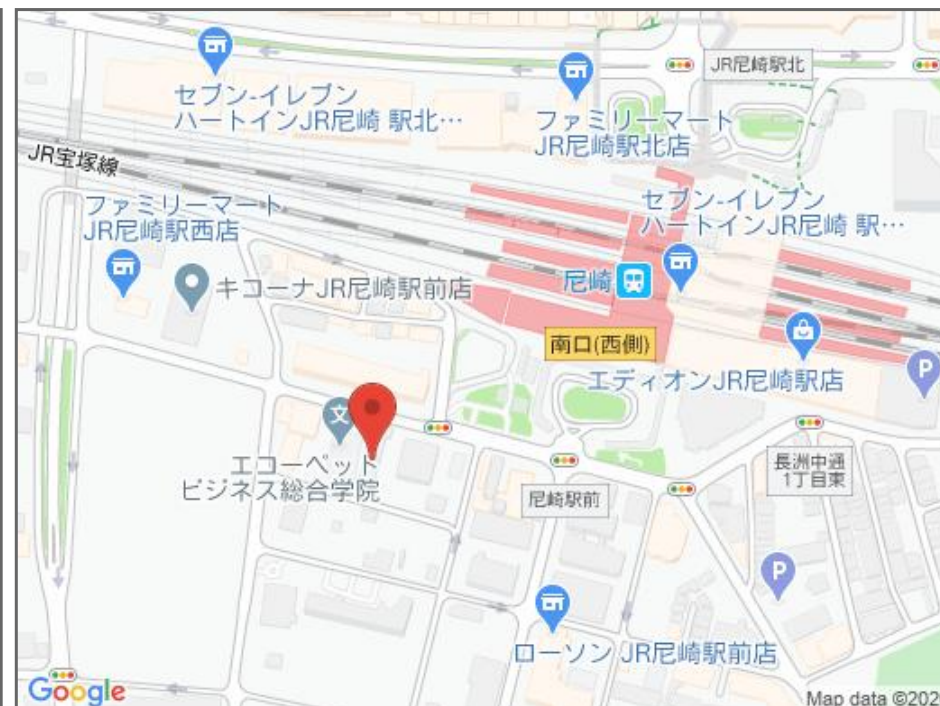 JR尼崎駅北
セブン-イレブン
ハートインJR尼崎 駅北…
ファミリーマート
JR尼崎駅北店
JR宝塚線
セブン-イレブン
ハートインJR尼崎 駅…
ファミリーマート
JR尼崎駅西店
キコーナJR尼崎駅前店
尼崎
南口(西側)
エディオンJR尼崎駅店
P
文
エコーペット
ビジネス総合学院
長洲中通
1丁目東
尼崎駅前
P
ローソン JR尼崎駅前店
Google
Map data ©202